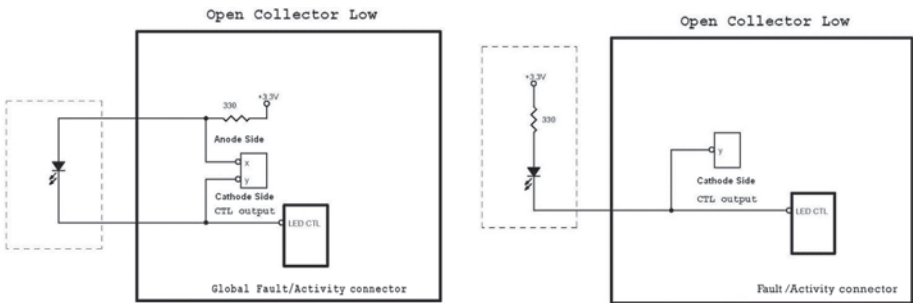 Open Collector Low
+3.3V
330
Anode Side
x
y
Cathode Side
CTL output
LED CTL
Global Fault/Activity connector
Open Collector Low
+3.3V
330
y
Cathode Side
CTL output
LED CTL
Fault/Activity connector